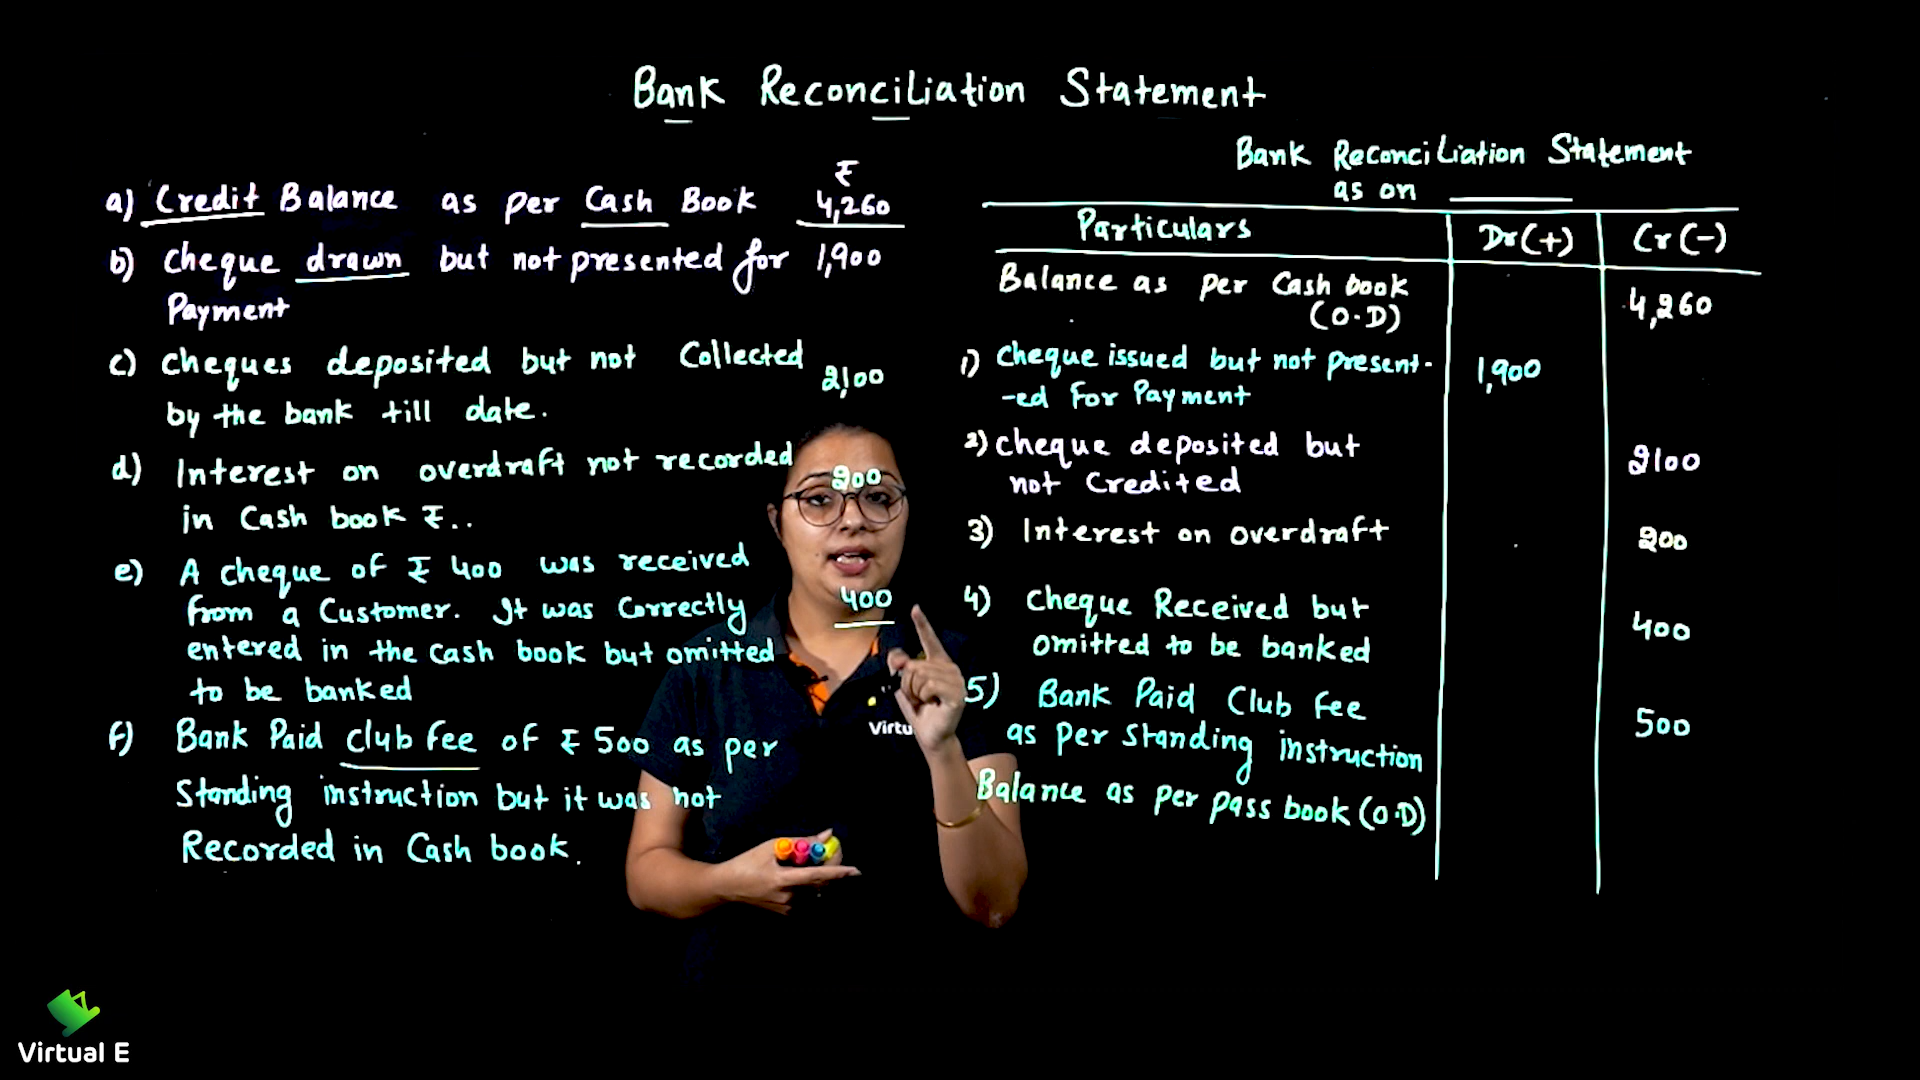 Bank Reconciliation Statement
₹
a) Credit Balance as per Cash Book 4,260
b) cheque drawn but not presented for 1,900
Payment
c) cheques deposited but not Collected
2,100
by the bank till date.
d) Interest on overdraft not recorded
200
in Cash book ₹..
e) A cheque of ₹ 400 was received
400
from a Customer. It was Correctly
entered in the cash book but omitted
to be banked
f) Bank Paid club fee of ₹ 500 as per
Standing instruction but it was not
Recorded in Cash book.
Bank Reconciliation Statement
as on
Particulars Dr(+) Cr(-)
Balance as per Cash book
(O.D) 4,260
1) Cheque issued but not present-
-ed For Payment 1,900
2) cheque deposited but
not Credited 2100
3) Interest on overdraft 200
4) Cheque Received but
omitted to be banked 400
5) Bank Paid Club fee
as per standing instruction 500
Balance as per pass book (O.D)
Virtu
Virtual E